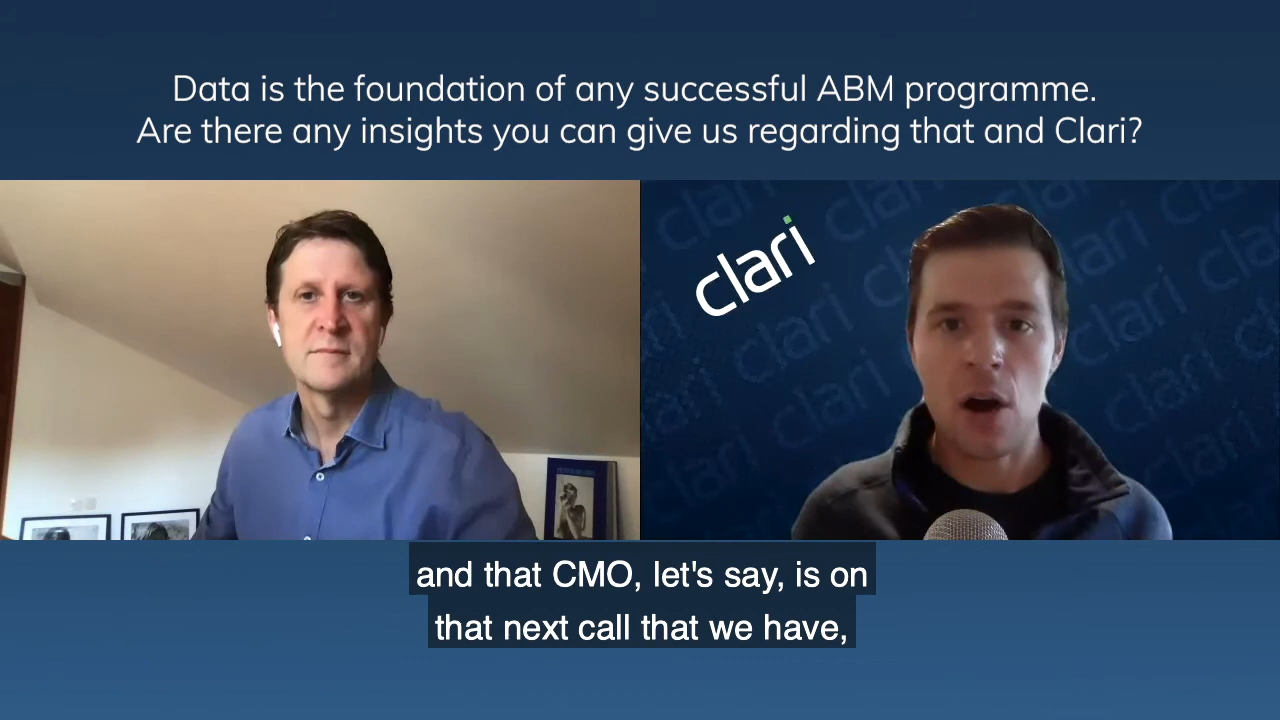 Data is the foundation of any successful ABM programme.
Are there any insights you can give us regarding that and Clari?
clari
and that CMO, let's say, is on
that next call that we have,